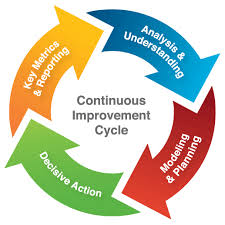 Continuous
Improvement
Cycle
Analysis &
Understanding
Modeling
& Planning
Decisive Action
Key Metrics
& Reporting